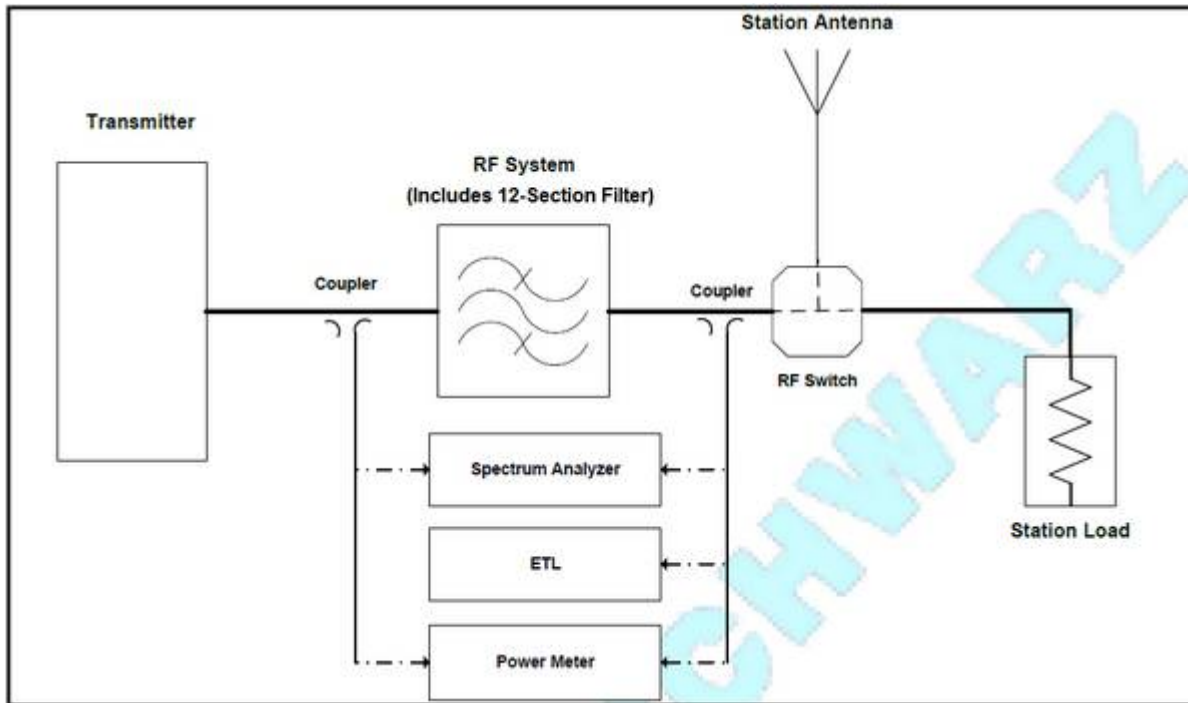 Station Antenna
Transmitter
RF System
(Includes 12-Section Filter)
Coupler
Coupler
RF Switch
Spectrum Analyzer
Station Load
ETL
Power Meter
CHWARZ